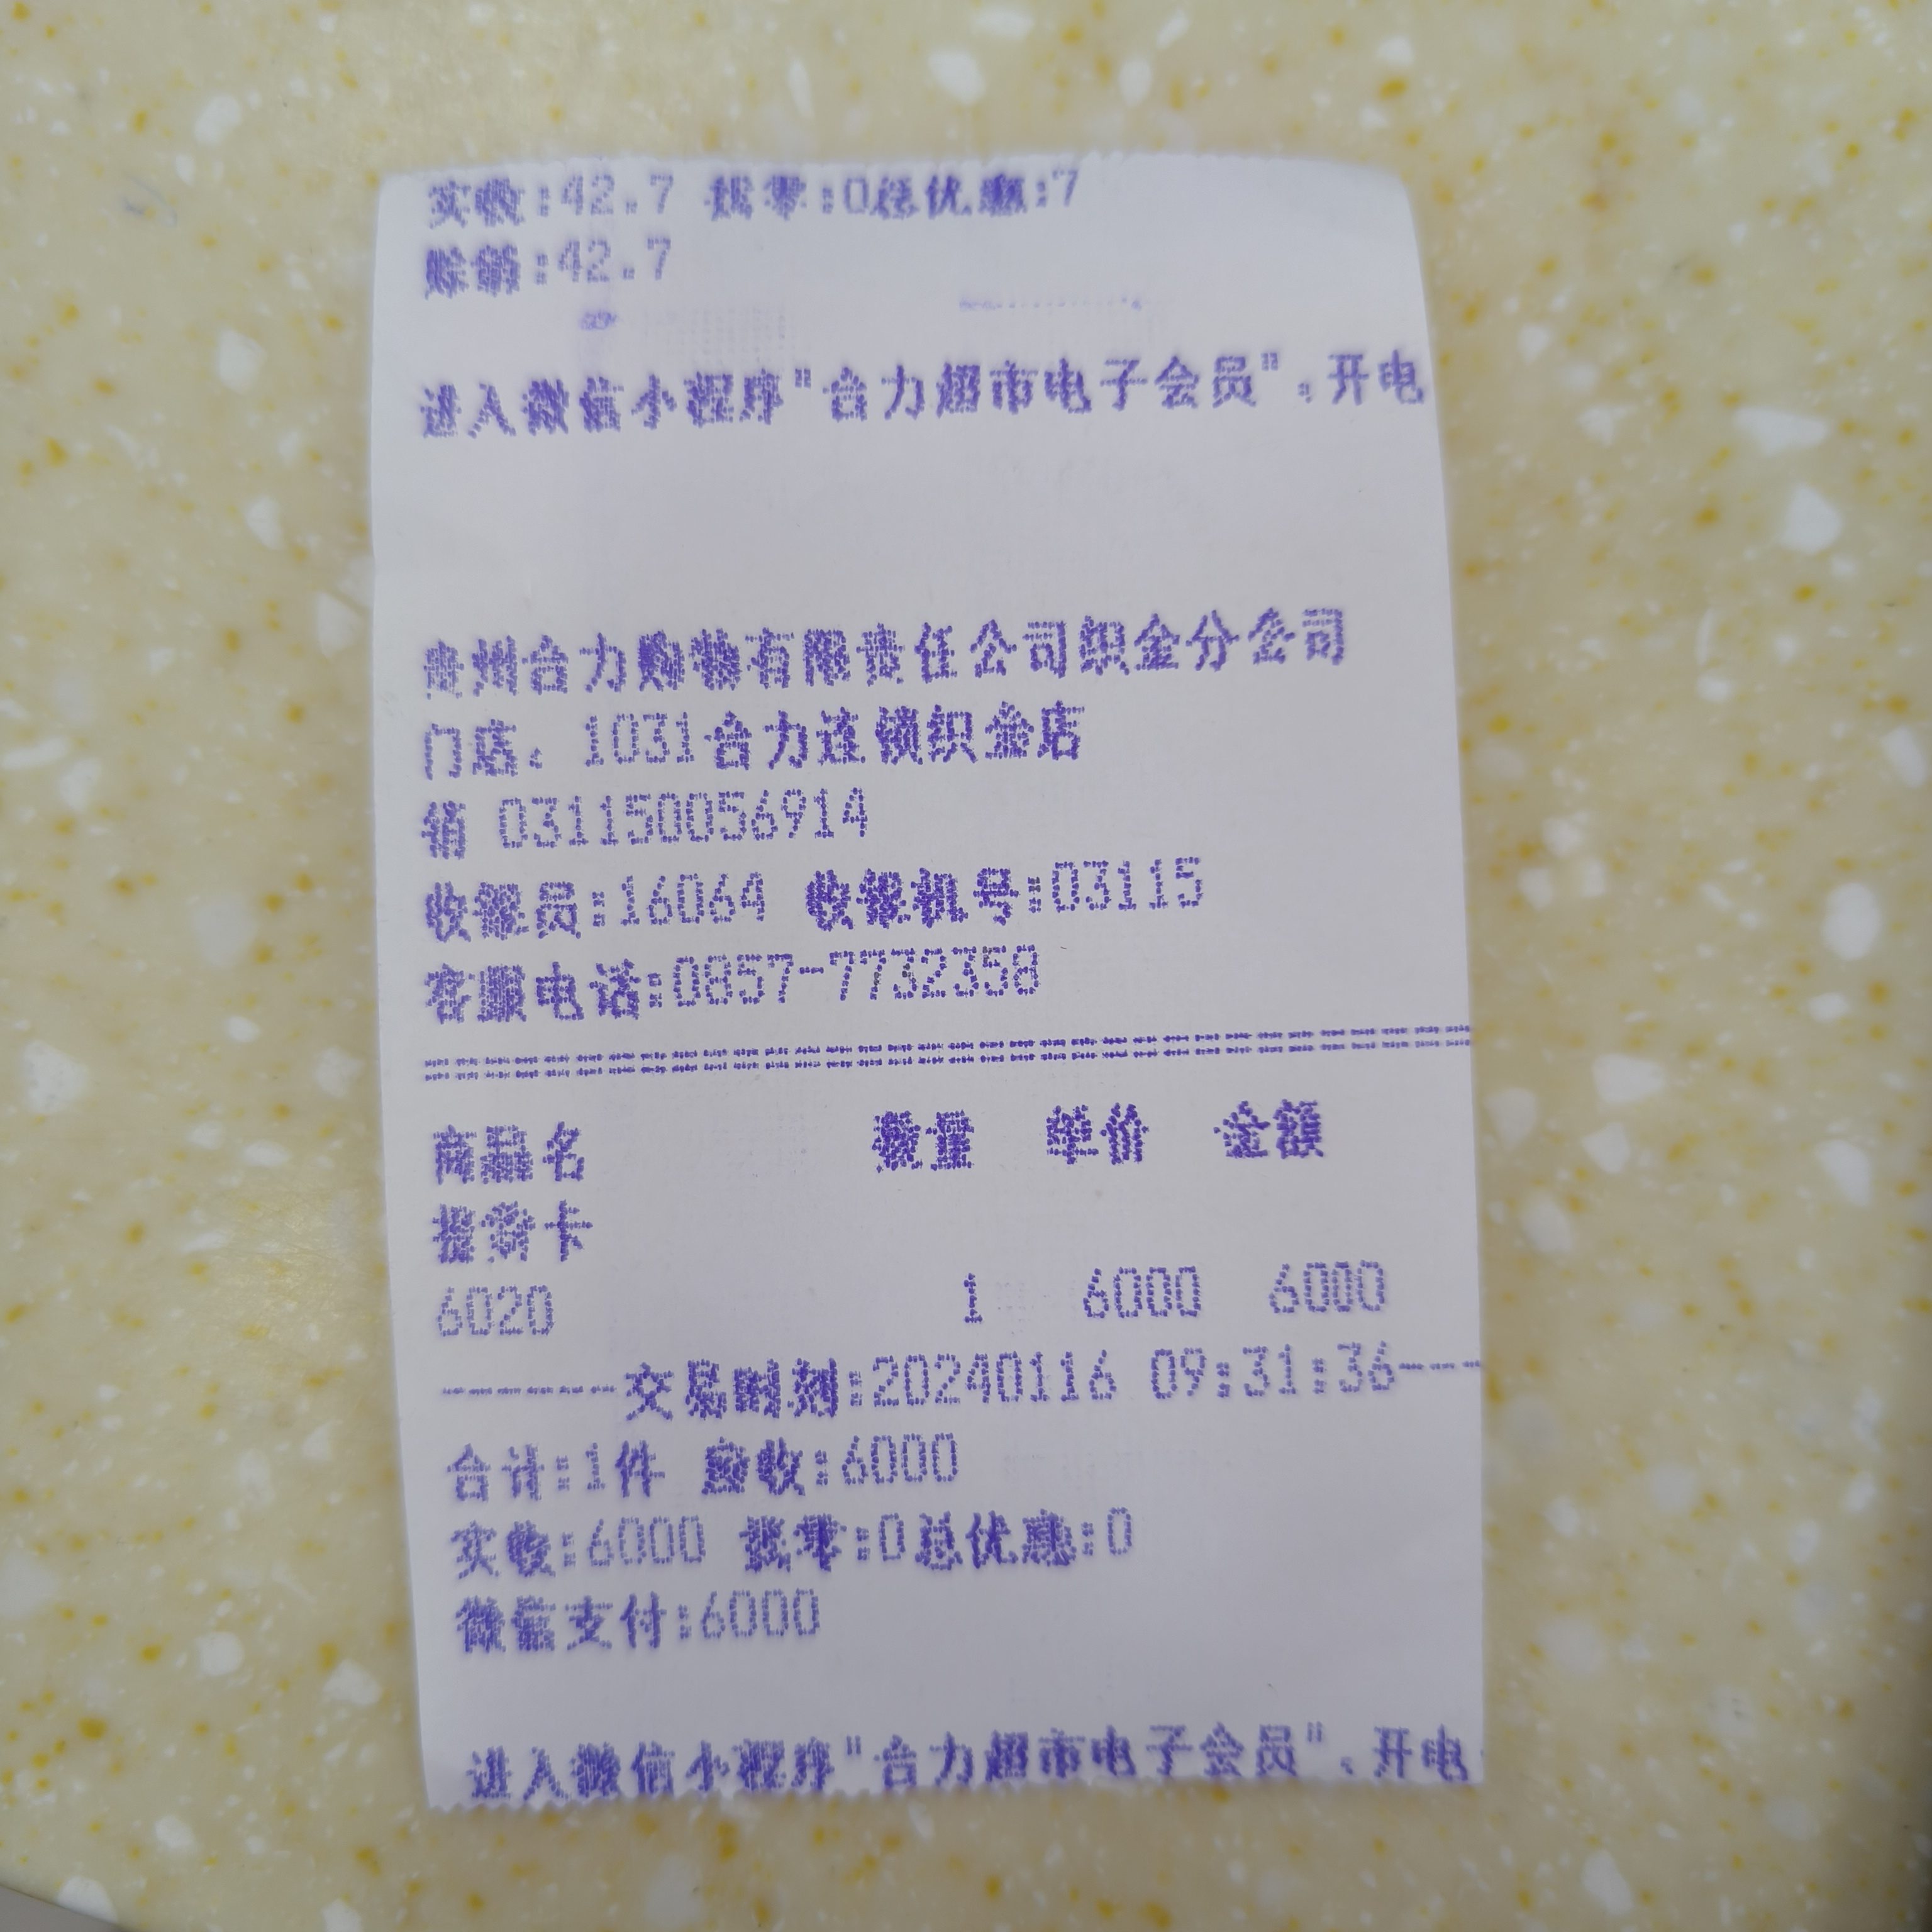 实收:42.7 找零:0总优惠:7
赊销:42.7
进入微信小程序"合力超市电子会员",开电
贵州合力购物有限责任公司织金分公司
门店: 1031合力连锁织金店
销 031150056914
收银员:16064 收银机号:03115
客服电话:0857-7732358
商品名 数量 单价 金额
提货卡
6020 1 6000 6000
------交易时刻:20240116 09:31:36---
合计:1件 应收:6000
实收:6000 找零:0总优惠:0
微信支付:6000
进入微信小程序"合力超市电子会员",开电